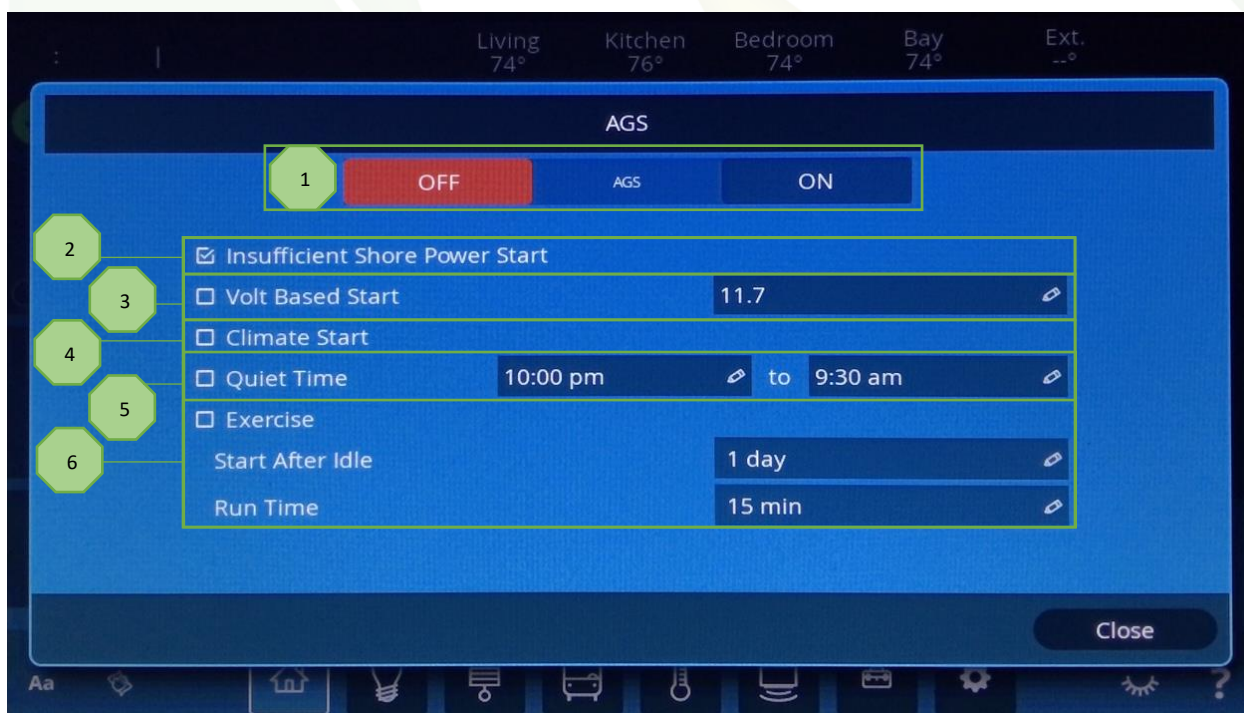 : | Living Kitchen Bedroom Bay Ext.
74° 76° 74° 74° --°
AGS
1 OFF AGS ON
2 Insufficient Shore Power Start
3 Volt Based Start 11.7
4 Climate Start
Quiet Time 10:00 pm to 9:30 am
5 Exercise
6 Start After Idle 1 day
Run Time 15 min
Close
Aa ?